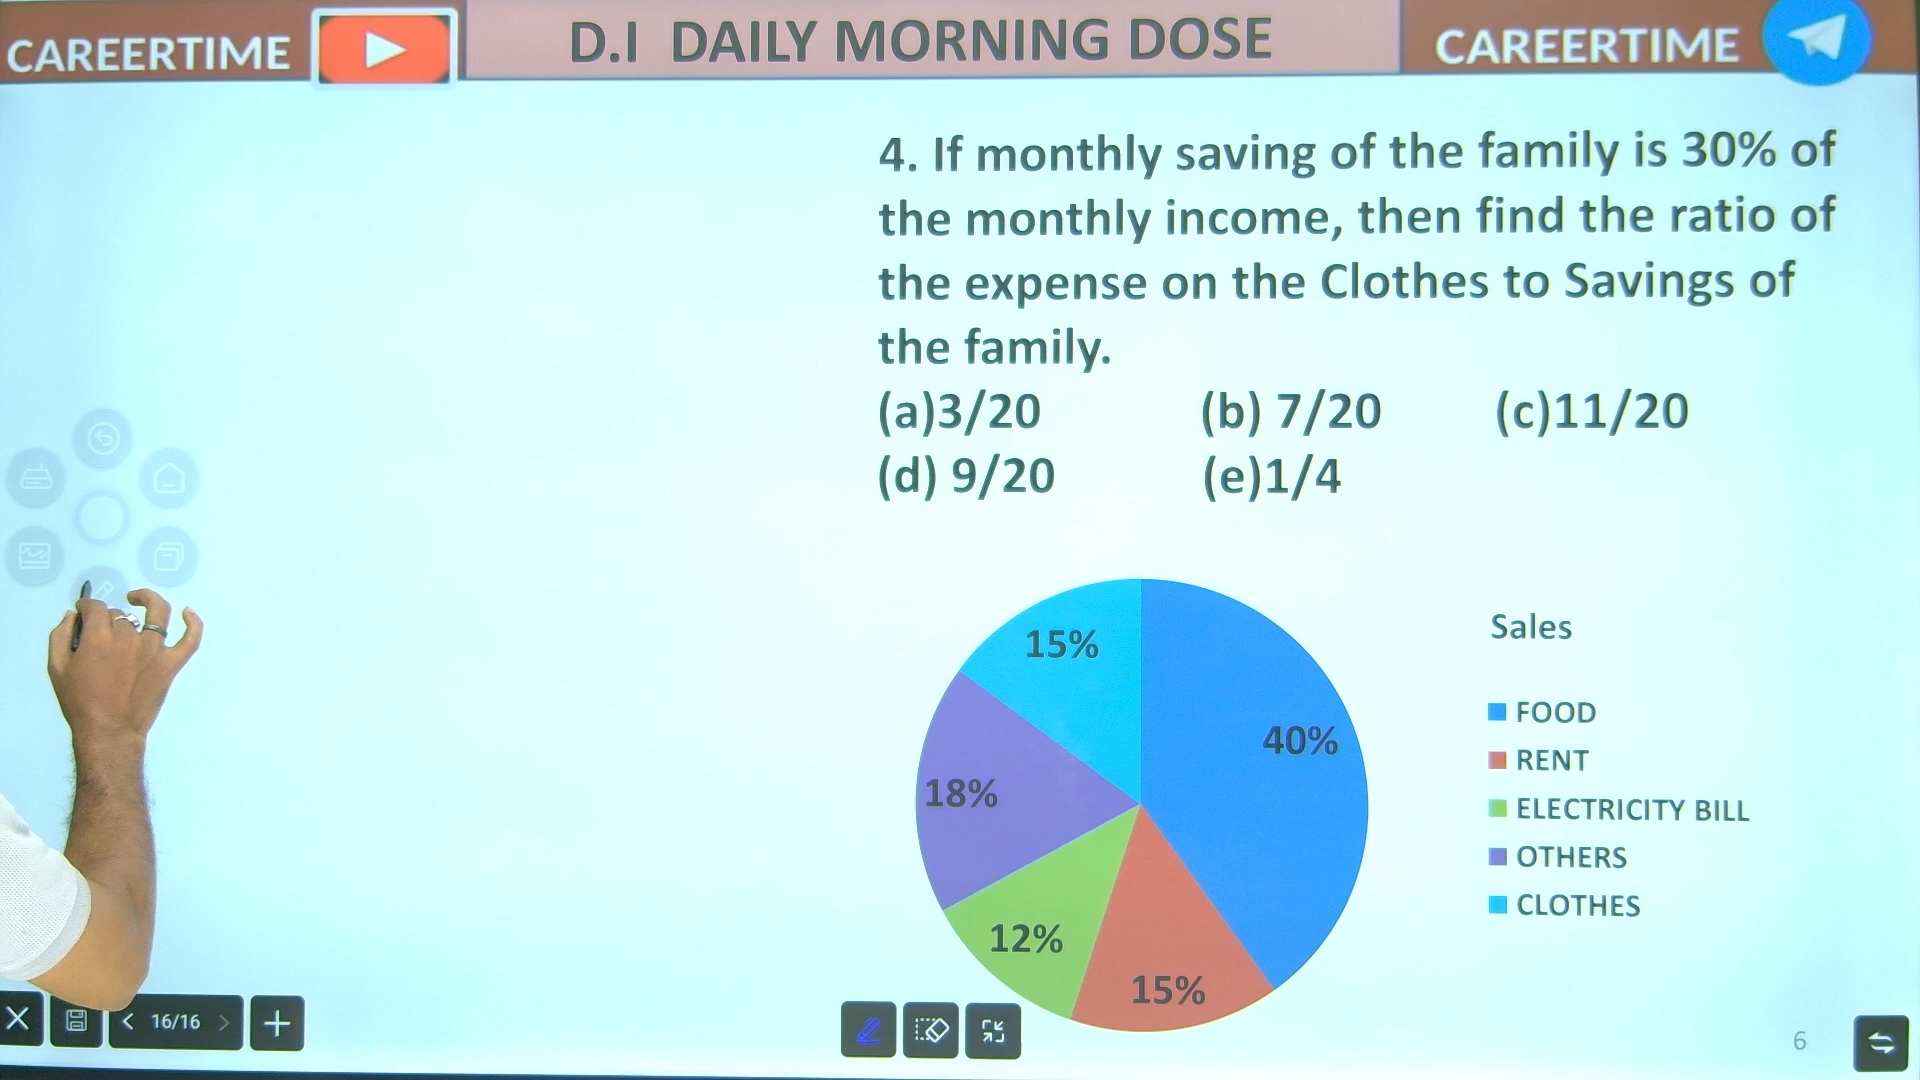 CAREERTIME
D.I DAILY MORNING DOSE
CAREERTIME
4. If monthly saving of the family is 30% of
the monthly income, then find the ratio of
the expense on the Clothes to Savings of
the family.
(a)3/20 (b) 7/20 (c)11/20
(d) 9/20 (e)1/4
15%
40%
18%
12%
15%
Sales
FOOD
RENT
ELECTRICITY BILL
OTHERS
CLOTHES
16/16
6